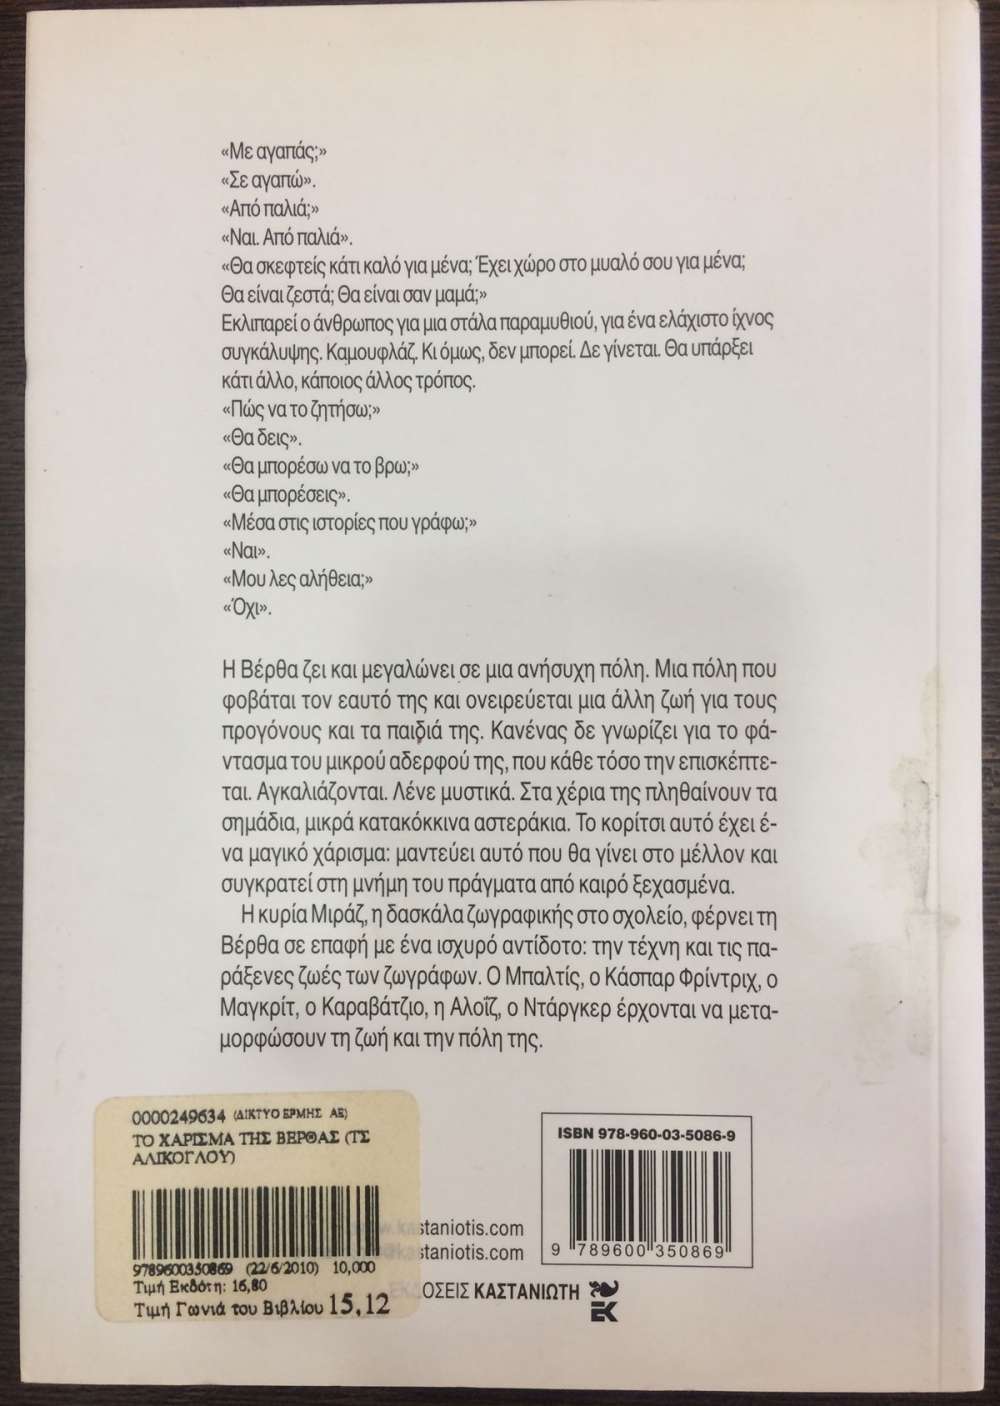 «Με αγαπάς;»
«Σε αγαπώ».
«Από παλιά;»
«Ναι. Από παλιά».
«Θα σκεφτείς κάτι καλό για μένα; Έχει χώρο στο μυαλό σου για μένα;
Θα είναι ζεστά; Θα είναι σαν μαμά;»
Εκλιπαρεί ο άνθρωπος για μια στάλα παραμυθιού, για ένα ελάχιστο ίχνος
συγκάλυψης. Καμουφλάζ. Κι όμως, δεν μπορεί. Δε γίνεται. Θα υπάρξει
κάτι άλλο, κάποιος άλλος τρόπος.
«Πώς να το ζητήσω;»
«Θα δεις».
«Θα μπορέσω να το βρω;»
«Θα μπορέσεις».
«Μέσα στις ιστορίες που γράφω;»
«Ναι».
«Μου λες αλήθεια;»
«Όχι».
Η Βέρθα ζει και μεγαλώνει σε μια ανήσυχη πόλη. Μια πόλη που
φοβάται τον εαυτό της και ονειρεύεται μια άλλη ζωή για τους
προγόνους και τα παιδιά της. Κανένας δε γνωρίζει για το φά-
ντασμα του μικρού αδερφού της, που κάθε τόσο την επισκέπτε-
ται. Αγκαλιάζονται. Λένε μυστικά. Στα χέρια της πληθαίνουν τα
σημάδια, μικρά κατακόκκινα αστεράκια. Το κορίτσι αυτό έχει έ-
να μαγικό χάρισμα: μαντεύει αυτό που θα γίνει στο μέλλον και
συγκρατεί στη μνήμη του πράγματα από καιρό ξεχασμένα.
Η κυρία Μιράζ, η δασκάλα ζωγραφικής στο σχολείο, φέρνει τη
Βέρθα σε επαφή με ένα ισχυρό αντίδοτο: την τέχνη και τις πα-
ράξενες ζωές των ζωγράφων. Ο Μπαλτίς, ο Κάσπαρ Φρίντριχ, ο
Μαγκρίτ, ο Καραβάτζιο, η Αλοΐζ, ο Ντάργκερ έρχονται να μετα-
μορφώσουν τη ζωή και την πόλη της.
0000249634 (ΔΙΚΤΥΟ ΕΡΜΗΣ ΑΕ)
ΤΟ ΧΑΡΙΣΜΑ ΤΗΣ ΒΕΡΘΑΣ (ΤΣ
ΑΛΙΚΟΓΛΟΥ)
9789600350869 (22/6/2010) 10,000
Τιμή Εκδότη: 16,80
Τιμή Γωνιά του Βιβλίου 15,12
staniotis.com
staniotis.com
ΟΣΕΙΣ ΚΑΣΤΑΝΙΩΤΗ
ΕΚ
ISBN 978-960-03-5086-9
9 789600 350869